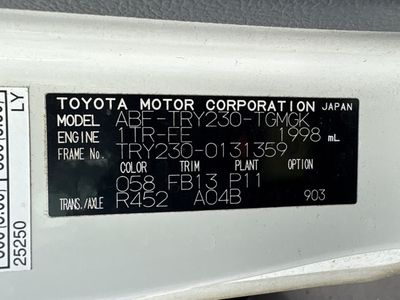 TOYOTA MOTOR CORPORATION JAPAN
MODEL ABF-TRY230-TGMGK
ENGINE 1TR-FE 1998 mL
FRAME No. TRY230-0131359
COLOR TRIM PLANT OPTION
058 FB13 P11
TRANS./AXLE R452 A04B 903
LY
25250